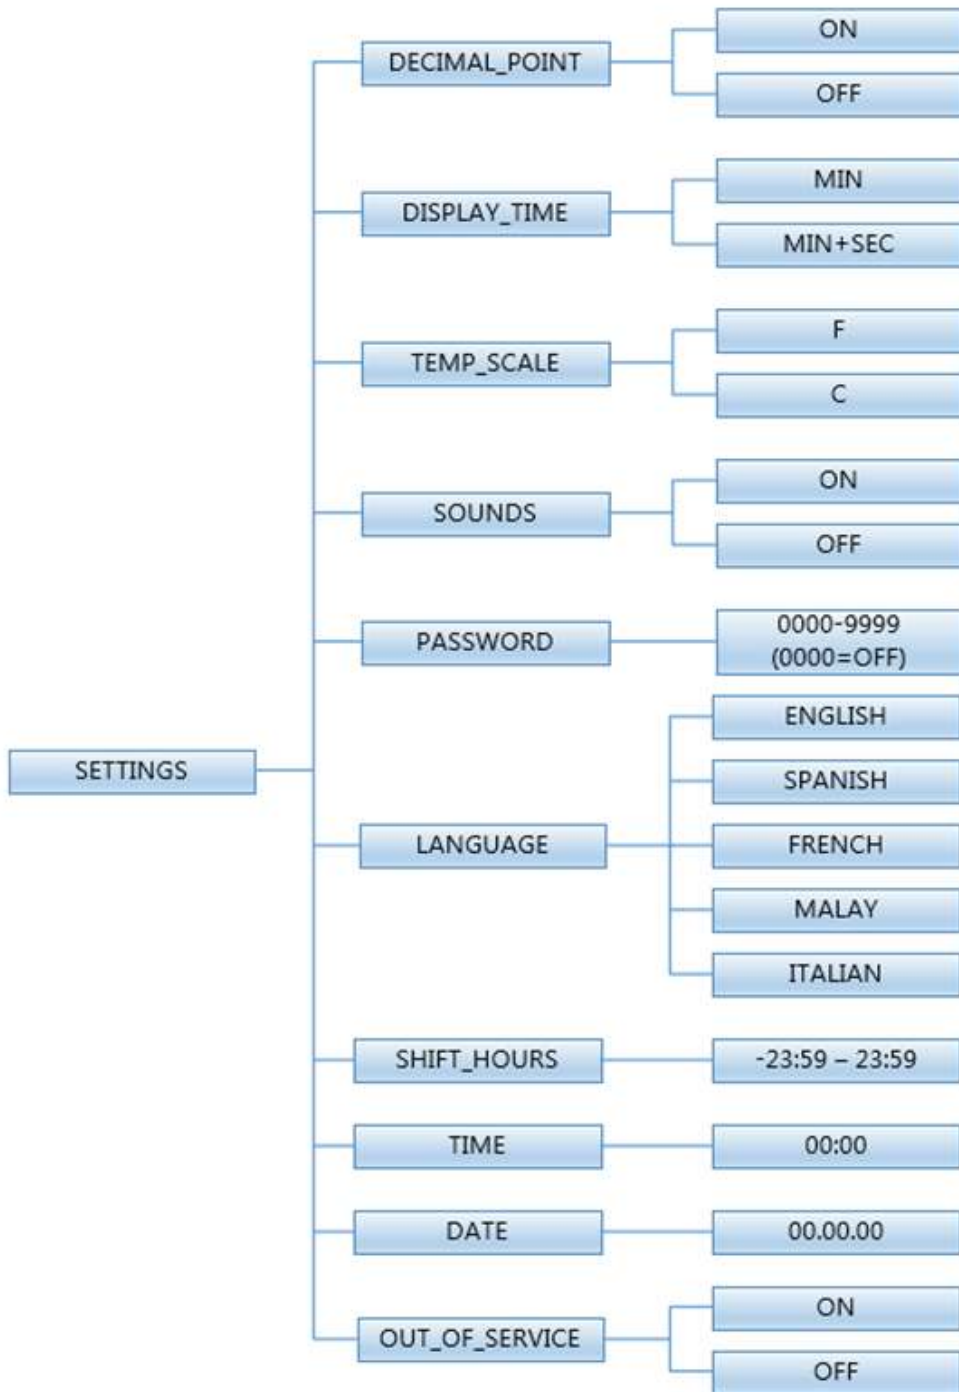 SETTINGS
DECIMAL_POINT
ON
OFF
DISPLAY_TIME
MIN
MIN+SEC
TEMP_SCALE
F
C
SOUNDS
ON
OFF
PASSWORD
0000-9999
(0000=OFF)
LANGUAGE
ENGLISH
SPANISH
FRENCH
MALAY
ITALIAN
SHIFT_HOURS
-23:59 – 23:59
TIME
00:00
DATE
00.00.00
OUT_OF_SERVICE
ON
OFF